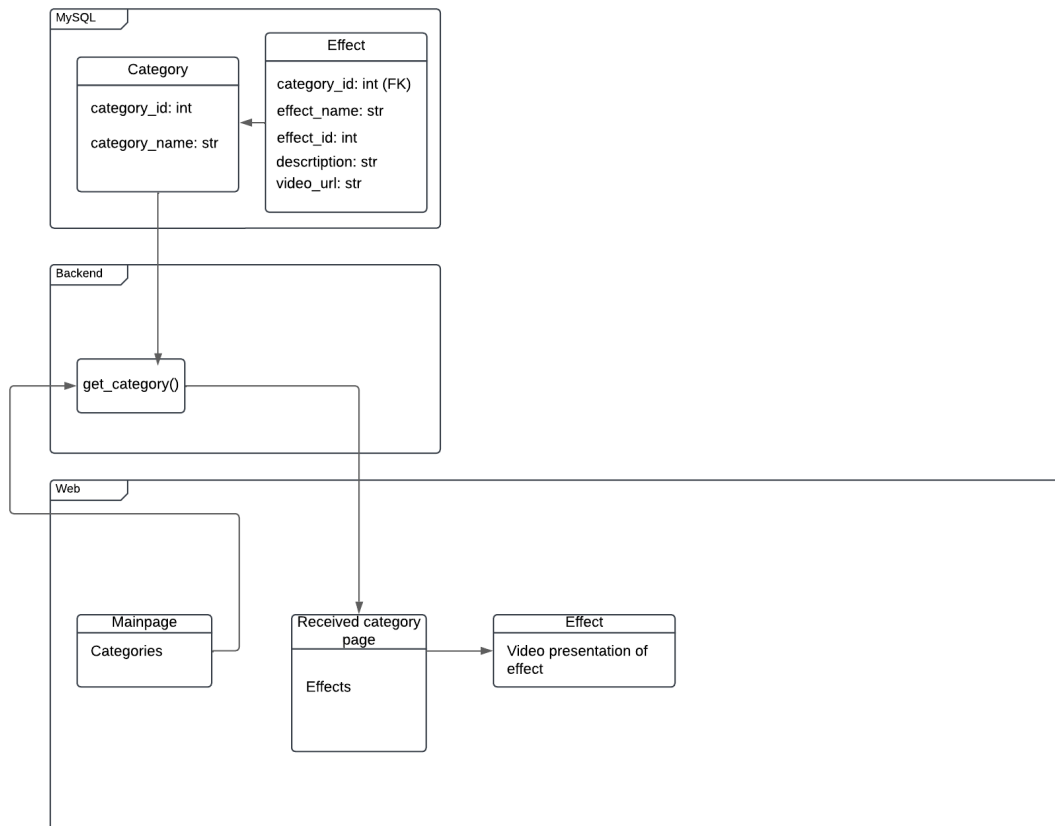 MySQL
Category
category_id: int
category_name: str
Effect
category_id: int (FK)
effect_name: str
effect_id: int
descrtiption: str
video_url: str
Backend
get_category()
Web
Mainpage
Categories
Received category
page
Effects
Effect
Video presentation of
effect